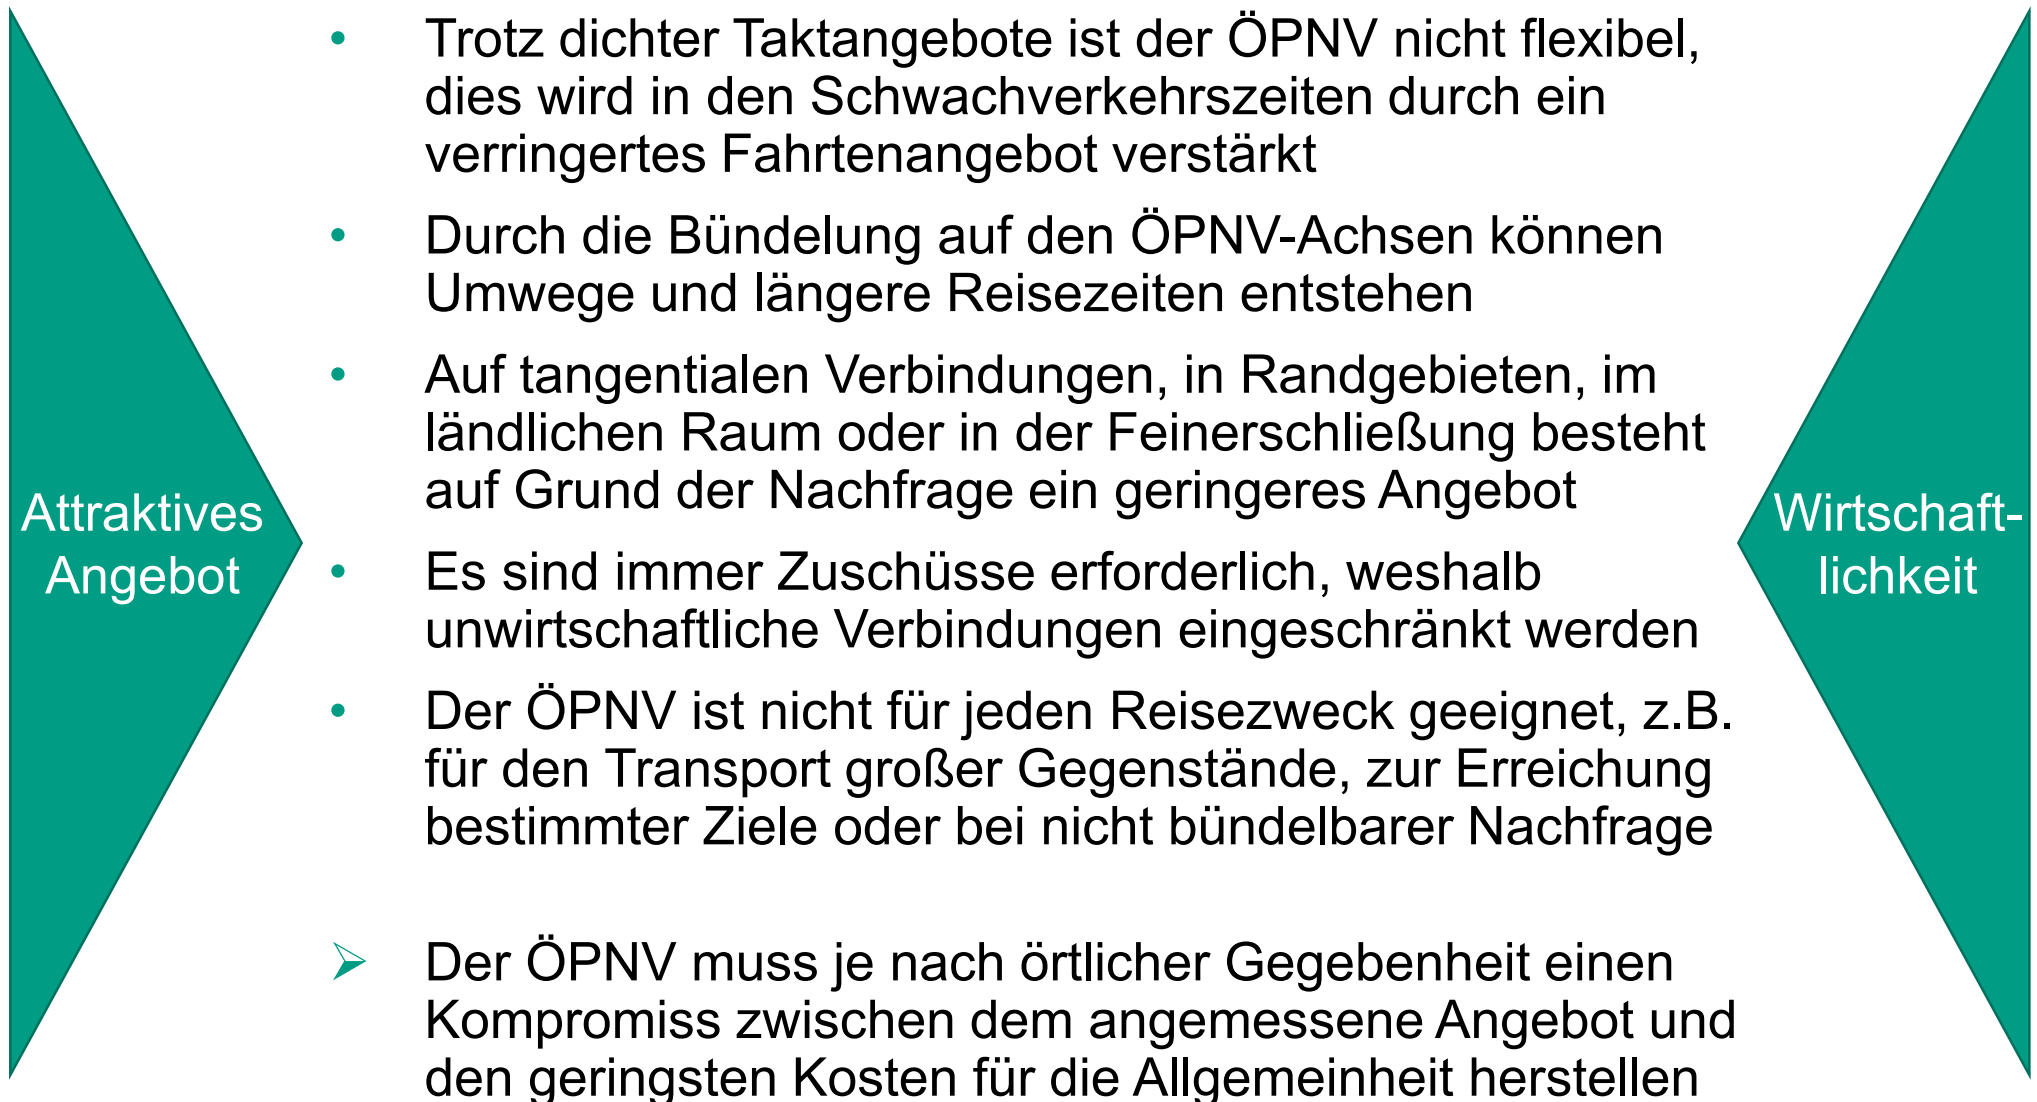 • Trotz dichter Taktangebote ist der ÖPNV nicht flexibel,
dies wird in den Schwachverkehrszeiten durch ein
verringertes Fahrtenangebot verstärkt
• Durch die Bündelung auf den ÖPNV-Achsen können
Umwege und längere Reisezeiten entstehen
• Auf tangentialen Verbindungen, in Randgebieten, im
ländlichen Raum oder in der Feinerschließung besteht
auf Grund der Nachfrage ein geringeres Angebot
• Es sind immer Zuschüsse erforderlich, weshalb
unwirtschaftliche Verbindungen eingeschränkt werden
• Der ÖPNV ist nicht für jeden Reisezweck geeignet, z.B.
für den Transport großer Gegenstände, zur Erreichung
bestimmter Ziele oder bei nicht bündelbarer Nachfrage
➢ Der ÖPNV muss je nach örtlicher Gegebenheit einen
Kompromiss zwischen dem angemessene Angebot und
den geringsten Kosten für die Allgemeinheit herstellen
Attraktives
Angebot
Wirtschaft-
lichkeit